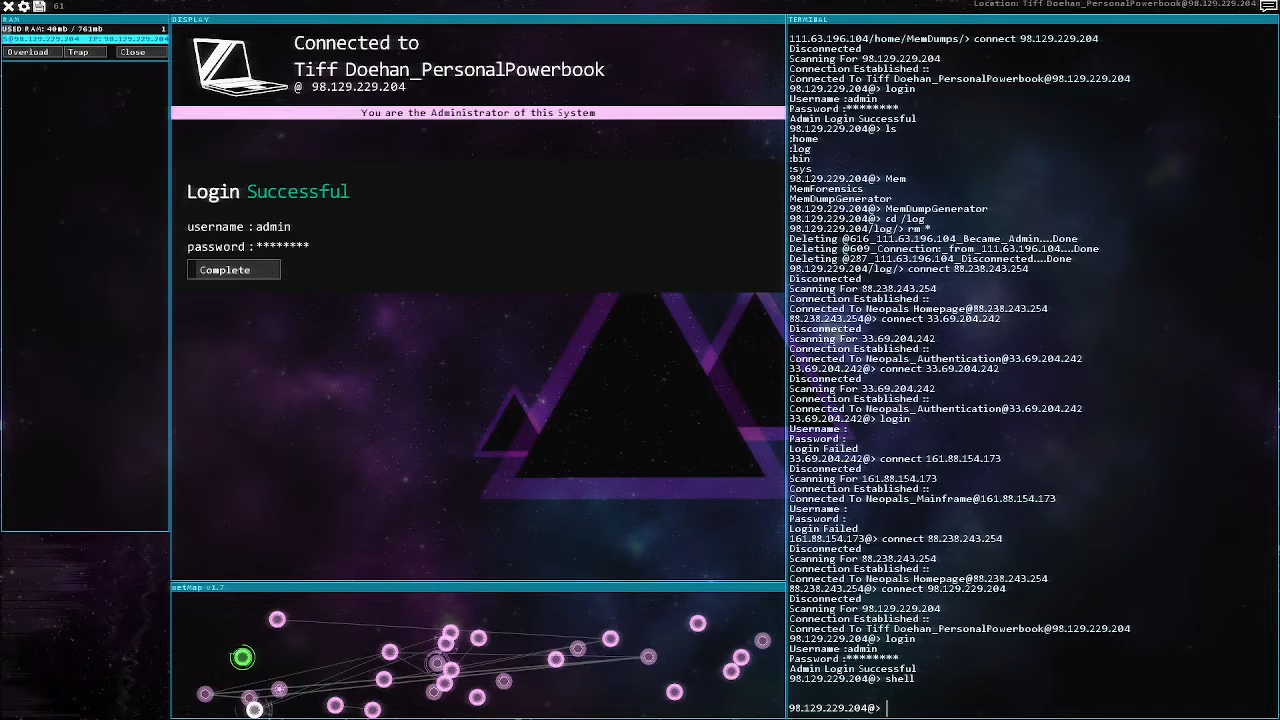 61
Location: Tiff Doehan_PersonalPowerbook@98.129.229.204
RAM
USED RAM: 40mb / 761mb 1
IP: 98.129.229.204
Overload Trap Close
DISPLAY
Connected to
Tiff Doehan_PersonalPowerbook
@ 98.129.229.204
You are the Administrator of this System
Login Successful
username : admin
password : ********
Complete
netMap v1.7
TERMINAL
111.63.196.104/home/MemDumps/> connect 98.129.229.204
Disconnected
Scanning For 98.129.229.204
Connection Established ::
Connected To Tiff Doehan_PersonalPowerbook@98.129.229.204
98.129.229.204@> login
Username :admin
Password :********
Admin Login Successful
98.129.229.204@> ls
:home
:log
:bin
:sys
98.129.229.204@> Mem
MemForensics
MemDumpGenerator
98.129.229.204@> MemDumpGenerator
98.129.229.204@> cd /log
98.129.229.204/log/> rm *
Deleting @616_111.63.196.104_Became_Admin....Done
Deleting @609_Connection:_from_111.63.196.104....Done
Deleting @287_111.63.196.104_Disconnected....Done
98.129.229.204/log/> connect 88.238.243.254
Disconnected
Scanning For 88.238.243.254
Connection Established ::
Connected To Neopals Homepage@88.238.243.254
88.238.243.254@> connect 33.69.204.242
Disconnected
Scanning For 33.69.204.242
Connection Established ::
Connected To Neopals_Authentication@33.69.204.242
33.69.204.242@> connect 33.69.204.242
Disconnected
Scanning For 33.69.204.242
Connection Established ::
Connected To Neopals_Authentication@33.69.204.242
33.69.204.242@> login
Username :
Password :
Login Failed
33.69.204.242@> connect 161.88.154.173
Disconnected
Scanning For 161.88.154.173
Connection Established ::
Connected To Neopals_Mainframe@161.88.154.173
Username :
Password :
Login Failed
161.88.154.173@> connect 88.238.243.254
Disconnected
Scanning For 88.238.243.254
Connection Established ::
Connected To Neopals Homepage@88.238.243.254
88.238.243.254@> connect 98.129.229.204
Disconnected
Scanning For 98.129.229.204
Connection Established ::
Connected To Tiff Doehan_PersonalPowerbook@98.129.229.204
98.129.229.204@> login
Username :admin
Password :********
Admin Login Successful
98.129.229.204@> shell
98.129.229.204@>